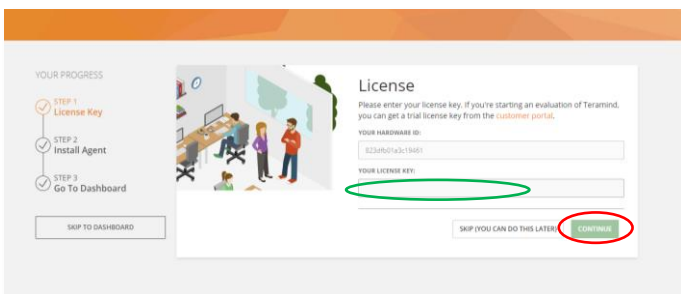 YOUR PROGRESS
STEP 1
License Key
STEP 2
Install Agent
STEP 3
Go To Dashboard
SKIP TO DASHBOARD
License
Please enter your license key. If you're starting an evaluation of Teramind,
you can get a trial license key from the customer portal.
YOUR HARDWARE ID:
823dfb01a3c19461
YOUR LICENSE KEY:
SKIP (YOU CAN DO THIS LATER)
CONTINUE